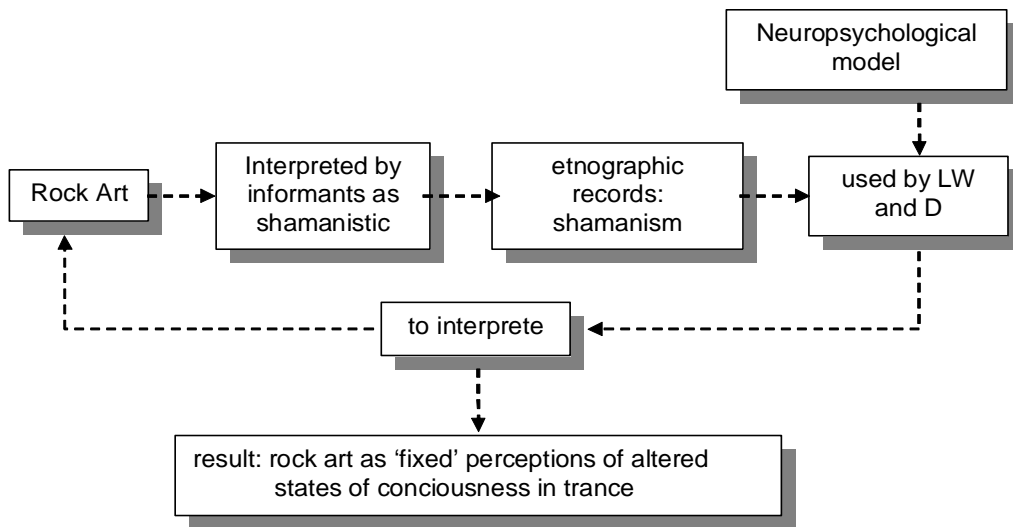 Neuropsychological
model
Rock Art
Interpreted by
informants as
shamanistic
etnographic
records:
shamanism
used by LW
and D
to interprete
result: rock art as ‘fixed’ perceptions of altered
states of conciousness in trance